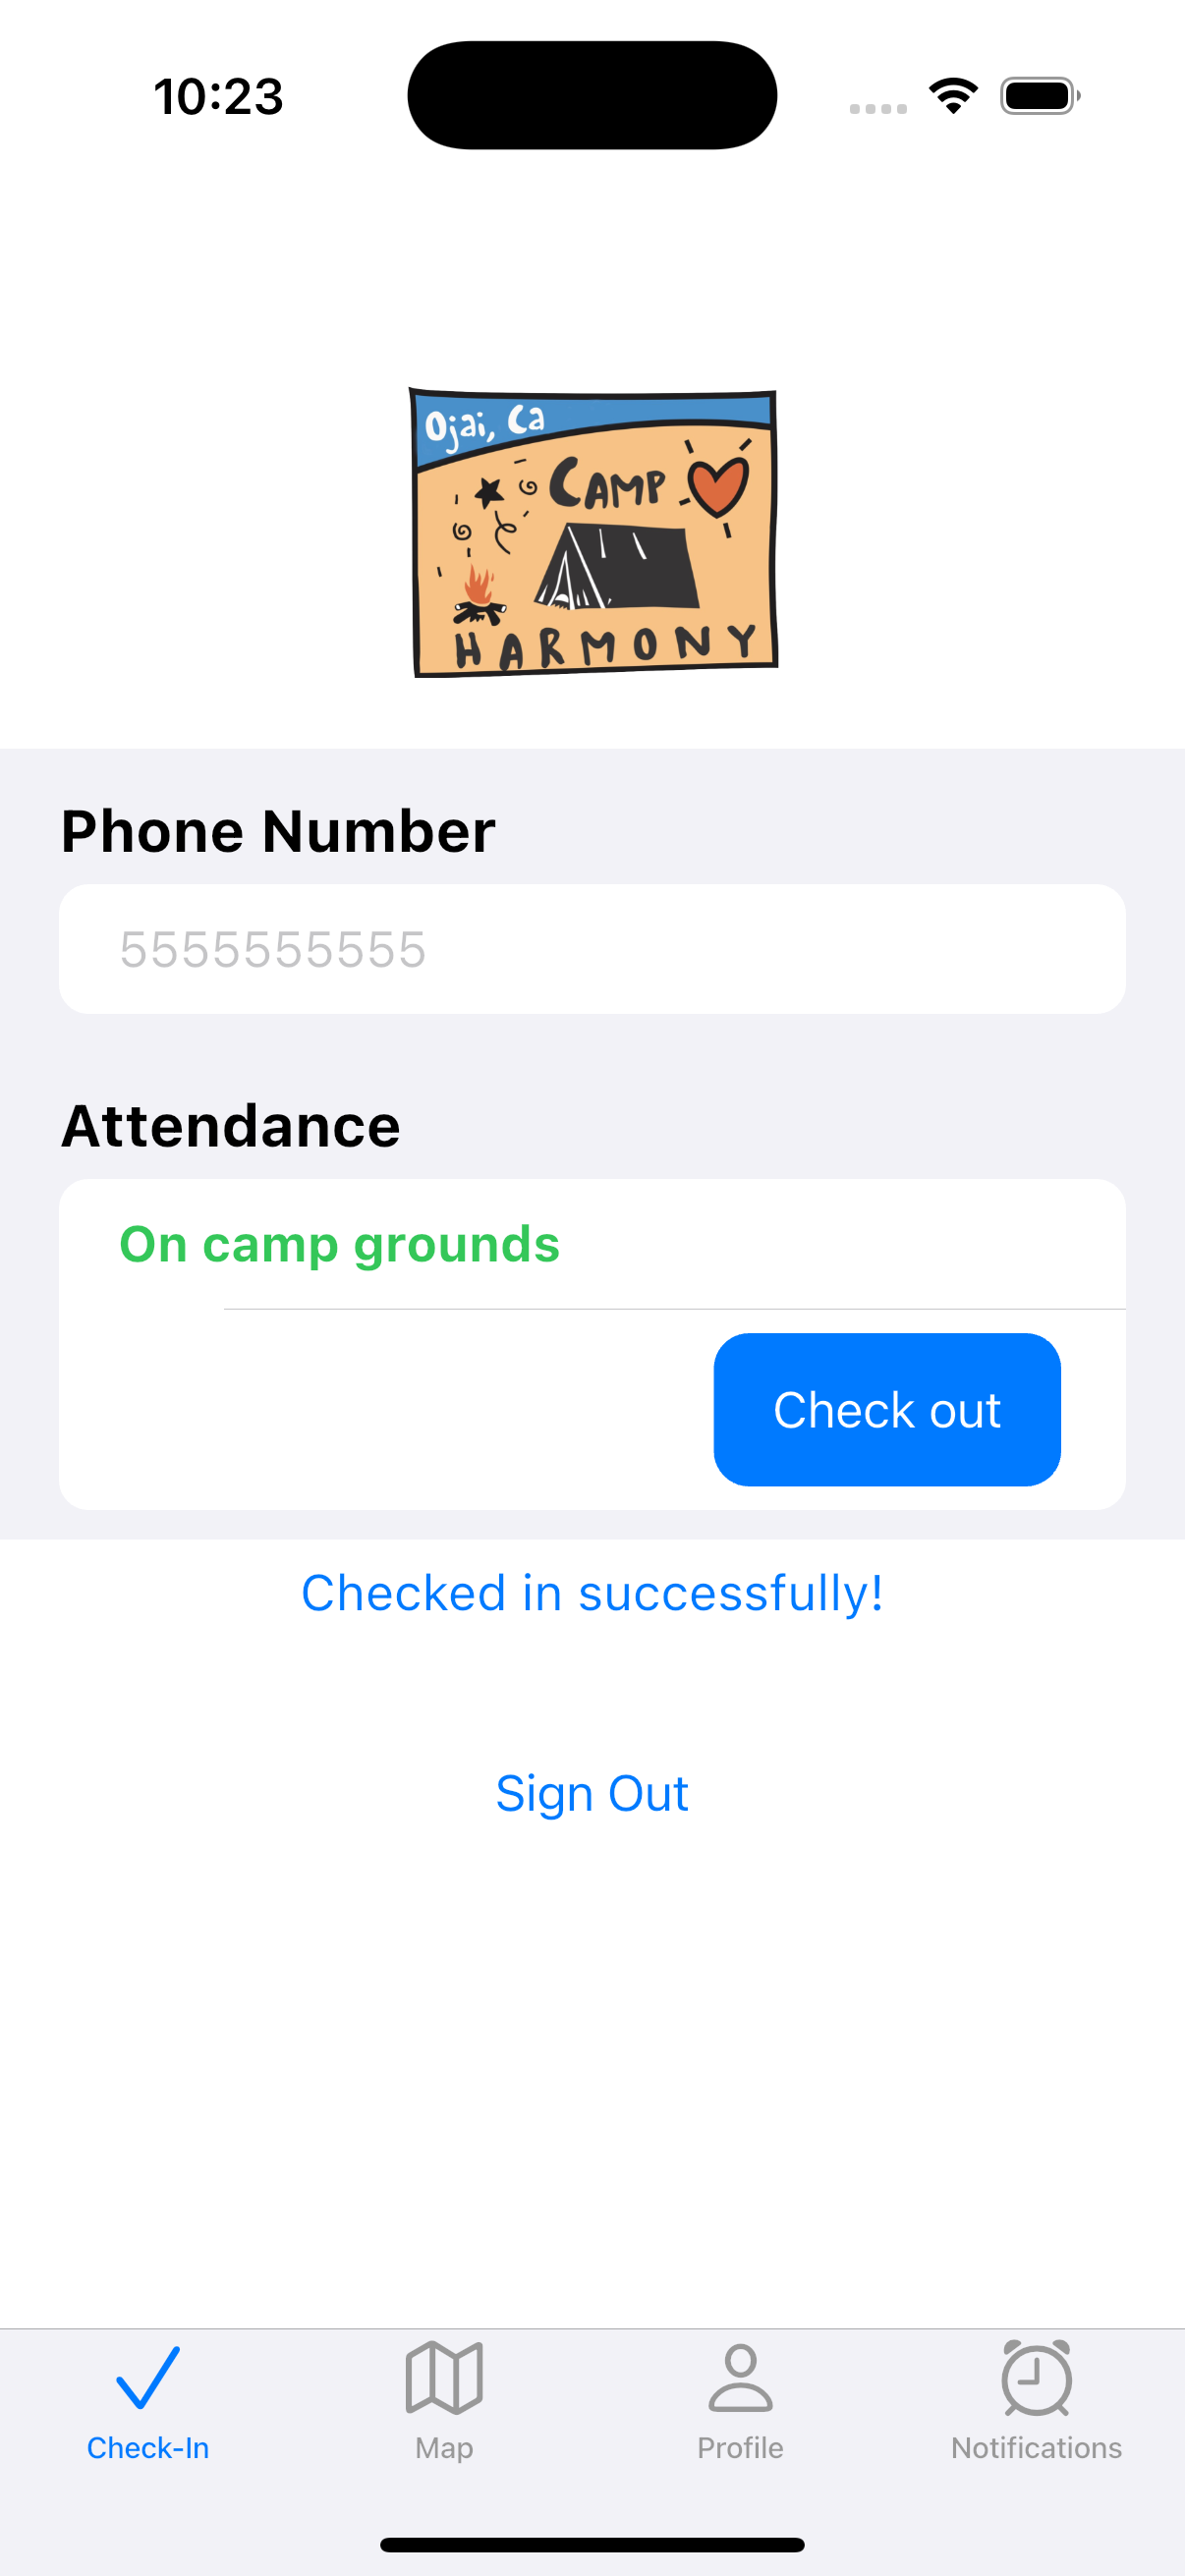 10:23
Ojai, Ca
CAMP
HARMONY
Phone Number
5555555555
Attendance
On camp grounds
Check out
Checked in successfully!
Sign Out
Check-In
Map
Profile
Notifications